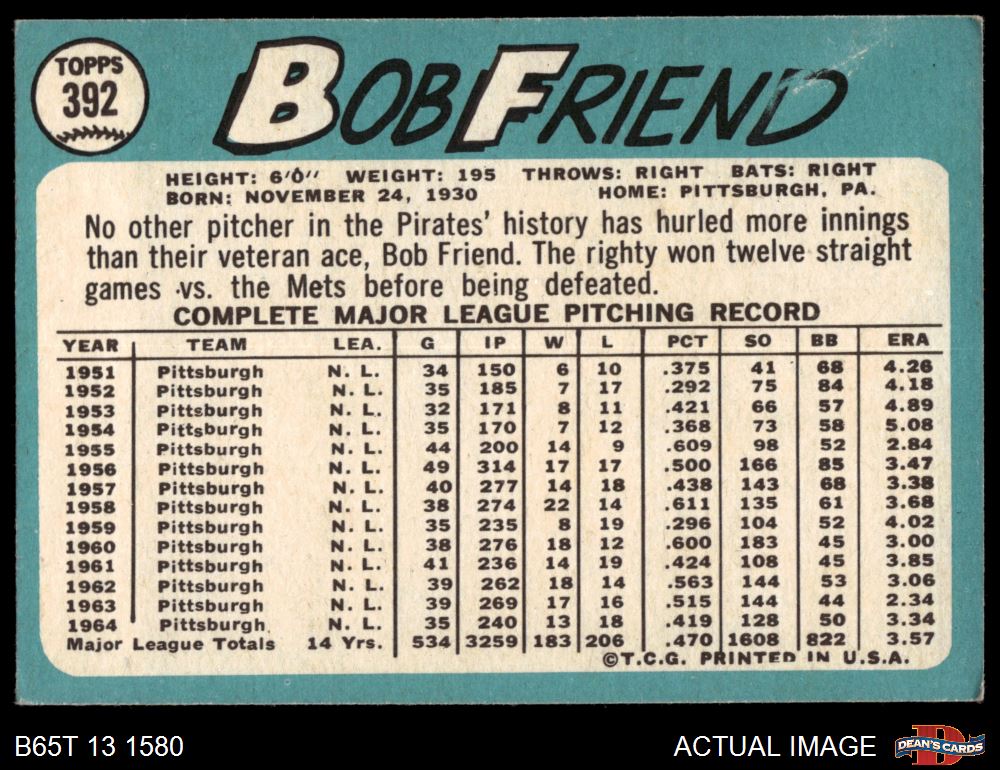 TOPPS
392
BOB FRIEND
HEIGHT: 6'0" WEIGHT: 195 THROWS: RIGHT BATS: RIGHT
BORN: NOVEMBER 24, 1930 HOME: PITTSBURGH, PA.
No other pitcher in the Pirates' history has hurled more innings
than their veteran ace, Bob Friend. The righty won twelve straight
games vs. the Mets before being defeated.
COMPLETE MAJOR LEAGUE PITCHING RECORD
YEAR TEAM LEA. G IP W L PCT SO BB ERA
1951 Pittsburgh N. L. 34 150 6 10 .375 41 68 4.26
1952 Pittsburgh N. L. 35 185 7 17 .292 75 84 4.18
1953 Pittsburgh N. L. 32 171 8 11 .421 66 57 4.89
1954 Pittsburgh N. L. 35 170 7 12 .368 73 58 5.08
1955 Pittsburgh N. L. 44 200 14 9 .609 98 52 2.84
1956 Pittsburgh N. L. 49 314 17 17 .500 166 85 3.47
1957 Pittsburgh N. L. 40 277 14 18 .438 143 68 3.38
1958 Pittsburgh N. L. 38 274 22 14 .611 135 61 3.68
1959 Pittsburgh N. L. 35 235 8 19 .296 104 52 4.02
1960 Pittsburgh N. L. 38 276 18 12 .600 183 45 3.00
1961 Pittsburgh N. L. 41 236 14 19 .424 108 45 3.85
1962 Pittsburgh N. L. 39 262 18 14 .563 144 53 3.06
1963 Pittsburgh N. L. 39 269 17 16 .515 144 44 2.34
1964 Pittsburgh N. L. 35 240 13 18 .419 128 50 3.34
Major League Totals 14 Yrs. 534 3259 183 206 .470 1608 822 3.57
©T.C.G. PRINTED IN U.S.A.
B65T 13 1580
ACTUAL IMAGE
D
DEAN'S CARDS